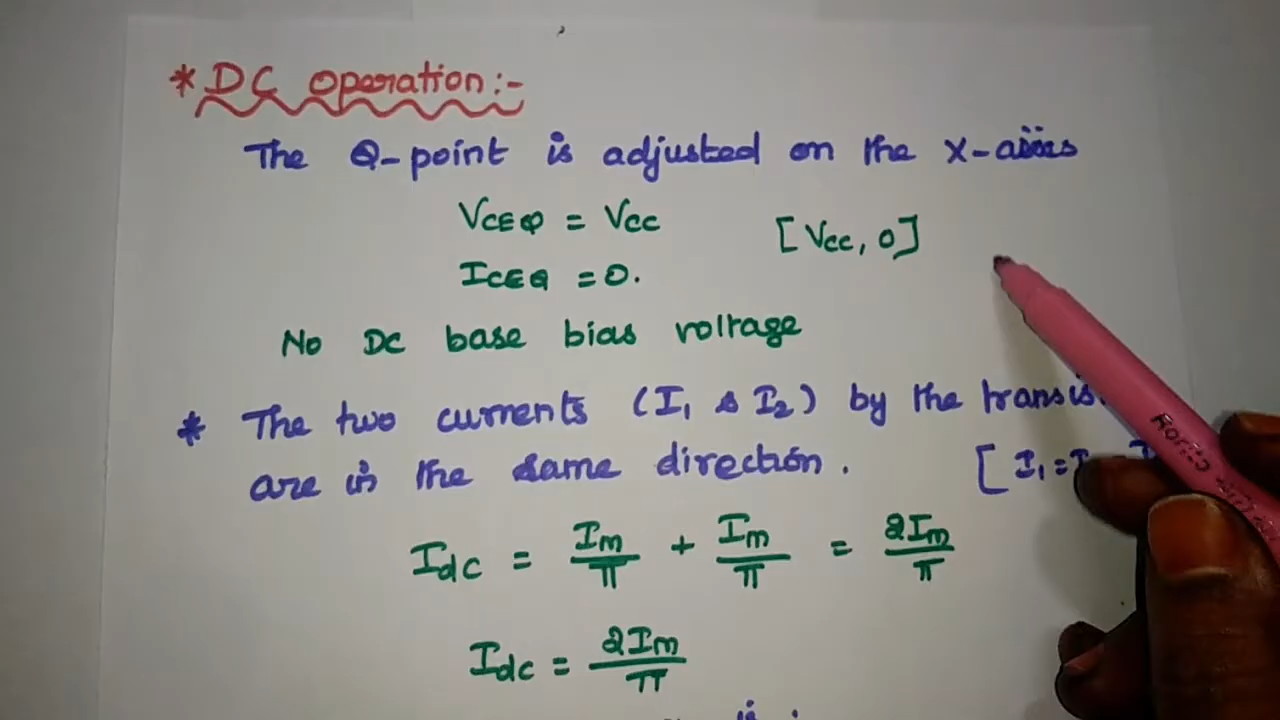 * DC Operation:-
The Q-point is adjusted on the X-axis
VCEQ = VCC [VCC, 0]
ICEQ = 0.
No DC base bias voltage
* The two currents (I1 & I2) by the
are in the same direction. [I1 =
Idc = Im/π + Im/π = 2Im/π
Idc = 2Im/π